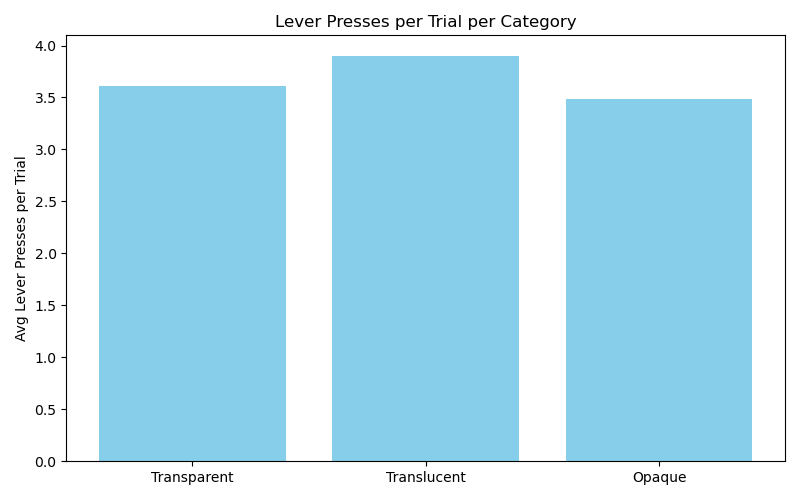 Lever Presses per Trial per Category
Avg Lever Presses per Trial
4.0
3.5
3.0
2.5
2.0
1.5
1.0
0.5
0.0
Transparent
Translucent
Opaque